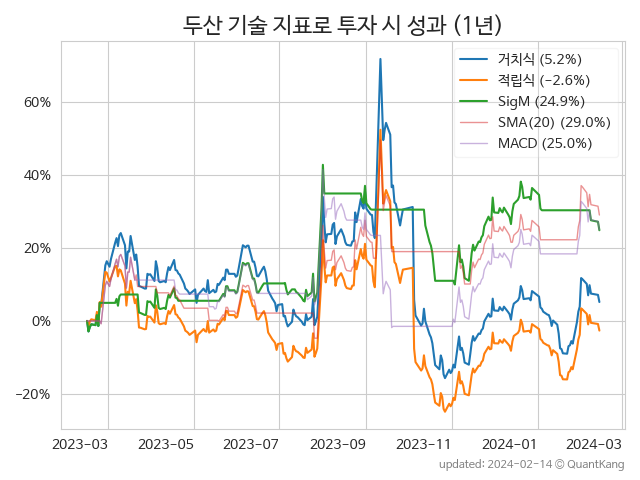 두산 기술 지표로 투자 시 성과 (1년)
거치식 (5.2%)
적립식 (−2.6%)
SigM (24.9%)
SMA(20) (29.0%)
MACD (25.0%)
60%
40%
20%
0%
−20%
2023-03 2023-05 2023-07 2023-09 2023-11 2024-01 2024-03
updated: 2024-02-14 @ QuantKang